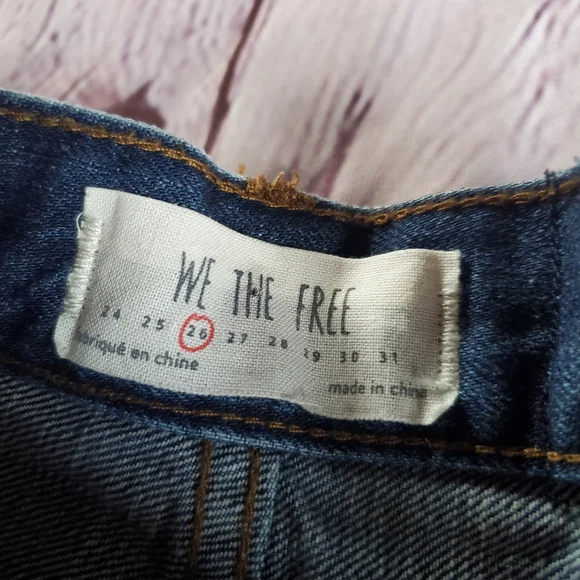 WE THE FREE
24 25 26 27 28 29 30 31
fabriqué en chine
made in china